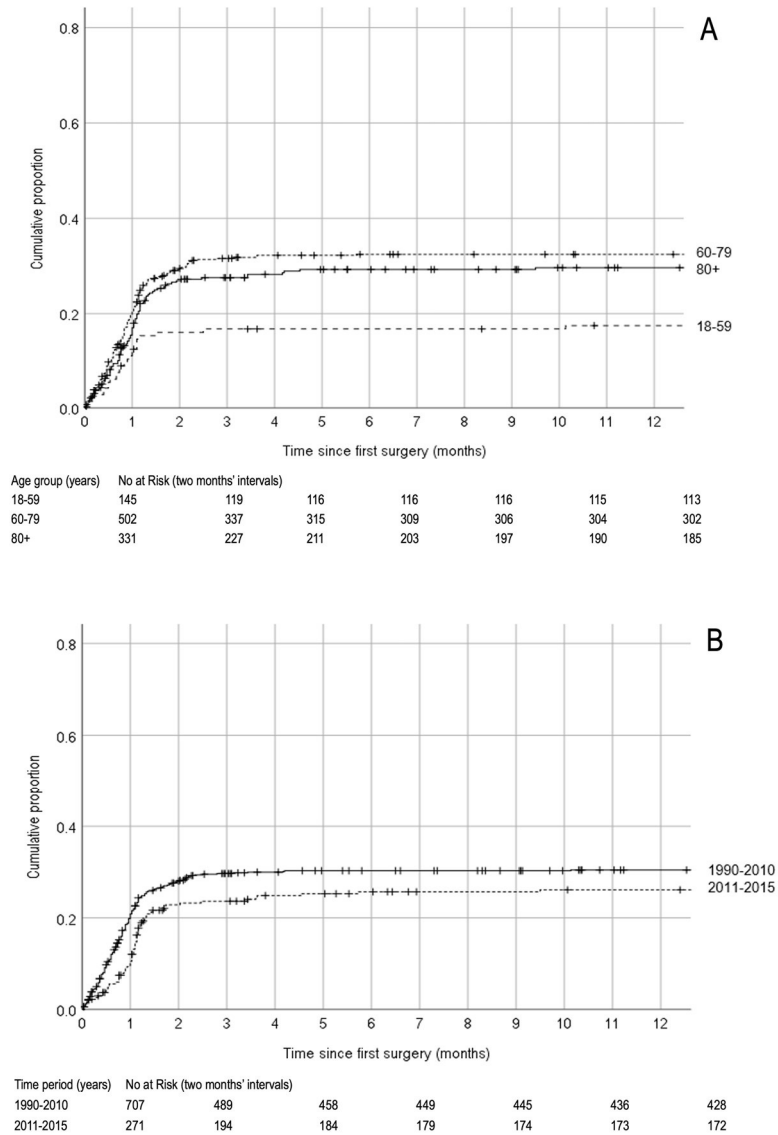 A
0.8
0.6
0.4
0.2
0.0
Cumulative proportion
60-79
80+
18-59
0 1 2 3 4 5 6 7 8 9 10 11 12
Time since first surgery (months)
Age group (years) No at Risk (two months' intervals)
18-59 145 119 116 116 116 115 113
60-79 502 337 315 309 306 304 302
80+ 331 227 211 203 197 190 185
B
0.8
0.6
0.4
0.2
0.0
Cumulative proportion
1990-2010
2011-2015
0 1 2 3 4 5 6 7 8 9 10 11 12
Time since first surgery (months)
Time period (years) No at Risk (two months' intervals)
1990-2010 707 489 458 449 445 436 428
2011-2015 271 194 184 179 174 173 172